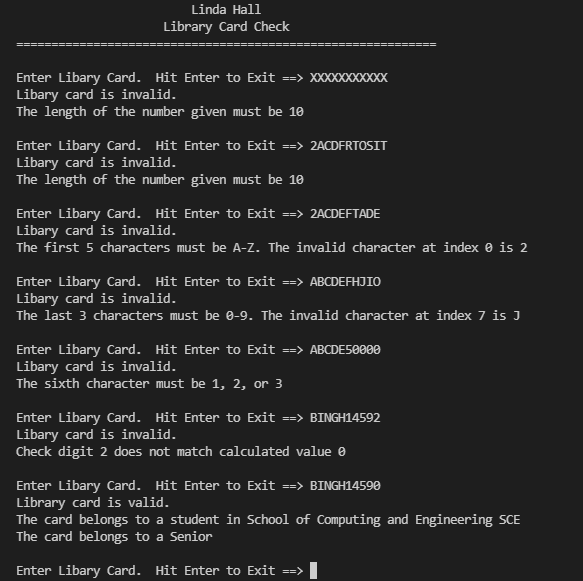 Linda Hall
Library Card Check
============================================================
Enter Libary Card.  Hit Enter to Exit ==> XXXXXXXXXXX
Libary card is invalid.
The length of the number given must be 10
Enter Libary Card.  Hit Enter to Exit ==> 2ACDFRTOSIT
Libary card is invalid.
The length of the number given must be 10
Enter Libary Card.  Hit Enter to Exit ==> 2ACDEFTADE
Libary card is invalid.
The first 5 characters must be A-Z. The invalid character at index 0 is 2
Enter Libary Card.  Hit Enter to Exit ==> ABCDEFHJIO
Libary card is invalid.
The last 3 characters must be 0-9. The invalid character at index 7 is J
Enter Libary Card.  Hit Enter to Exit ==> ABCDE50000
Libary card is invalid.
The sixth character must be 1, 2, or 3
Enter Libary Card.  Hit Enter to Exit ==> BINGH14592
Libary card is invalid.
Check digit 2 does not match calculated value 0
Enter Libary Card.  Hit Enter to Exit ==> BINGH14590
Library card is valid.
The card belongs to a student in School of Computing and Engineering SCE
The card belongs to a Senior
Enter Libary Card.  Hit Enter to Exit ==>